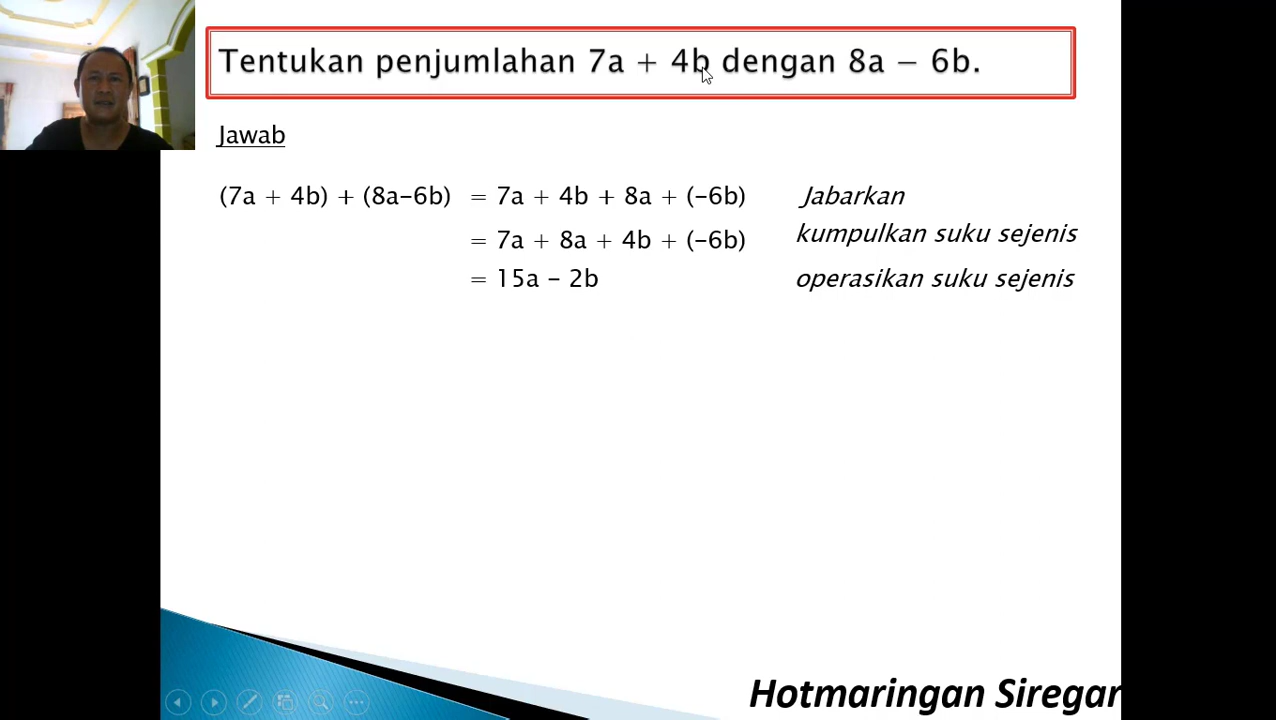 Tentukan penjumlahan 7a + 4b dengan 8a − 6b.
Jawab
(7a + 4b) + (8a-6b) = 7a + 4b + 8a + (-6b) Jabarkan
= 7a + 8a + 4b + (-6b) kumpulkan suku sejenis
= 15a - 2b operasikan suku sejenis
Hotmaringan Siregar